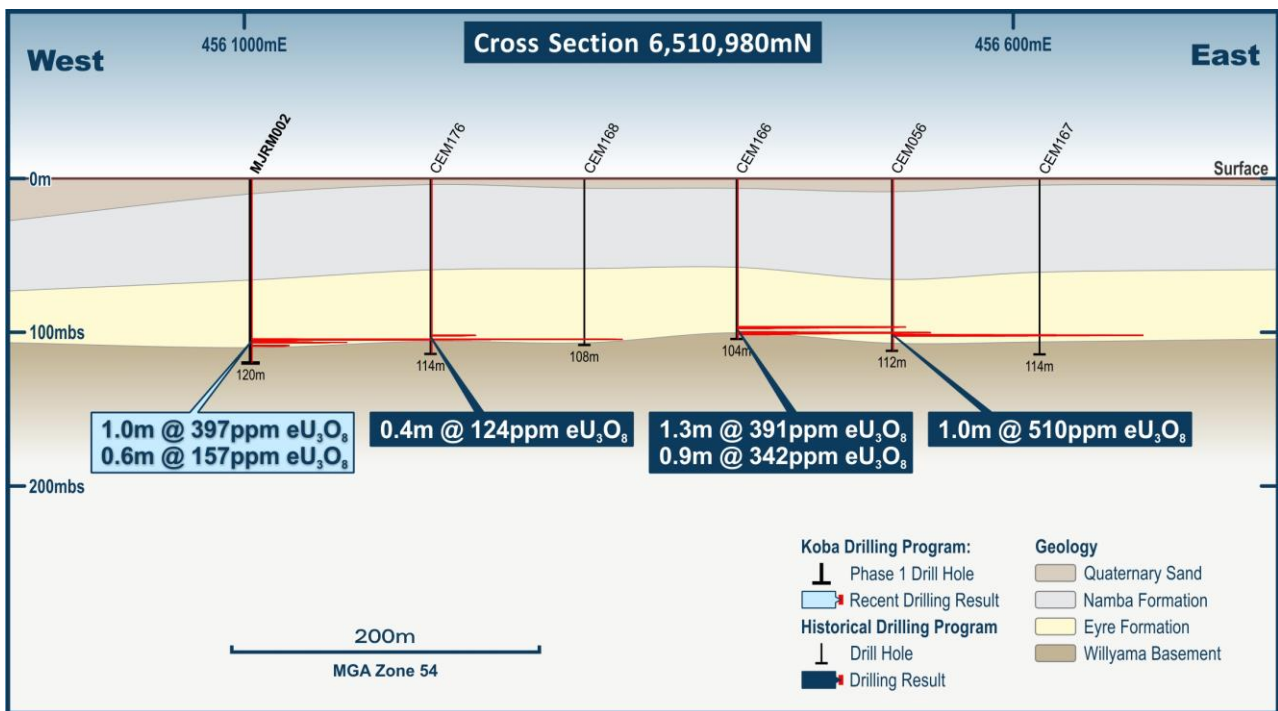 456 1000mE
Cross Section 6,510,980mN
456 600mE
West
East
MJRM002
CEM176
CEM168
CEM166
CEM056
CEM167
0m
Surface
100mbs
120m
114m
108m
104m
112m
114m
1.0m @ 397ppm eU₃O₈
0.6m @ 157ppm eU₃O₈
0.4m @ 124ppm eU₃O₈
1.3m @ 391ppm eU₃O₈
0.9m @ 342ppm eU₃O₈
1.0m @ 510ppm eU₃O₈
200mbs
200m
MGA Zone 54
Koba Drilling Program:
Phase 1 Drill Hole
Recent Drilling Result
Historical Drilling Program
Drill Hole
Drilling Result
Geology
Quaternary Sand
Namba Formation
Eyre Formation
Willyama Basement